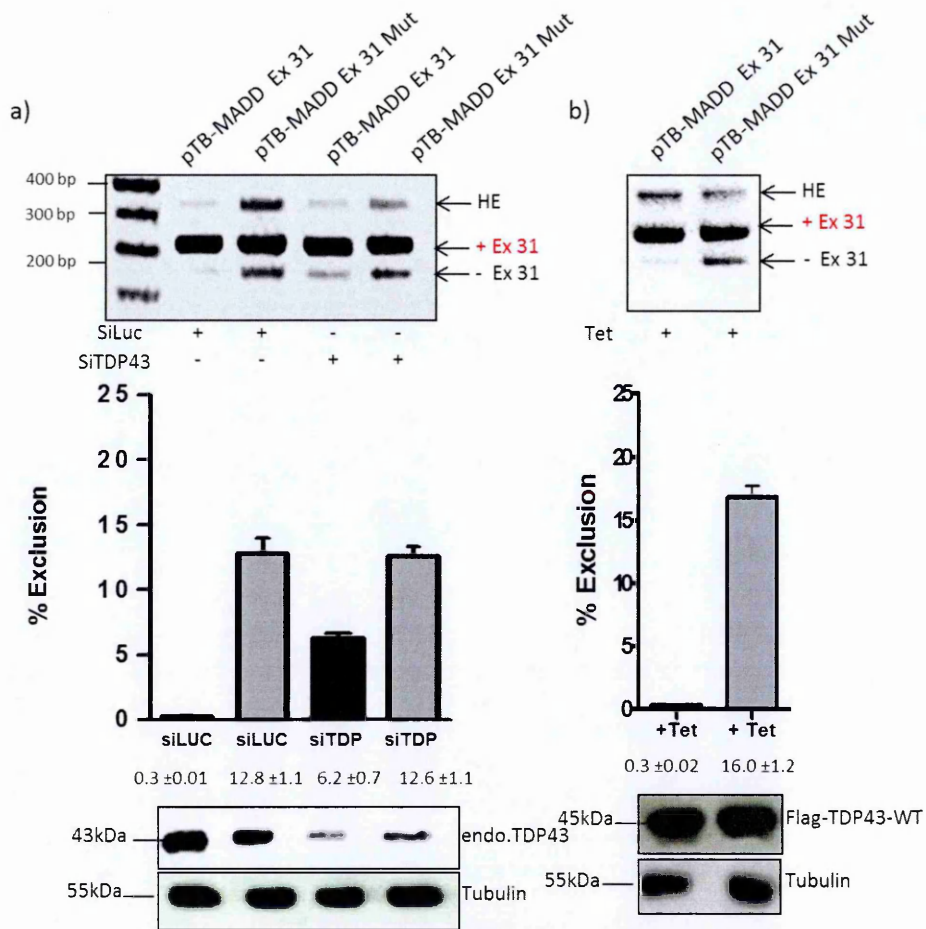 a)
pTB-MADD Ex 31
pTB-MADD Ex 31 Mut
pTB-MADD Ex 31
pTB-MADD Ex 31 Mut
400 bp
300 bp
200 bp
HE
+ Ex 31
- Ex 31
SiLuc + + - -
SiTDP43 - - + +
% Exclusion
25
20
15
10
5
0
siLUC siLUC siTDP siTDP
0.3 ±0.01 12.8 ±1.1 6.2 ±0.7 12.6 ±1.1
43kDa
endo.TDP43
55kDa
Tubulin
b)
pTB-MADD Ex 31
pTB-MADD Ex 31 Mut
HE
+ Ex 31
- Ex 31
Tet + +
% Exclusion
25
20
15
10
5
0
+Tet + Tet
0.3 ±0.02 16.0 ±1.2
45kDa
Flag-TDP43-WT
55kDa
Tubulin